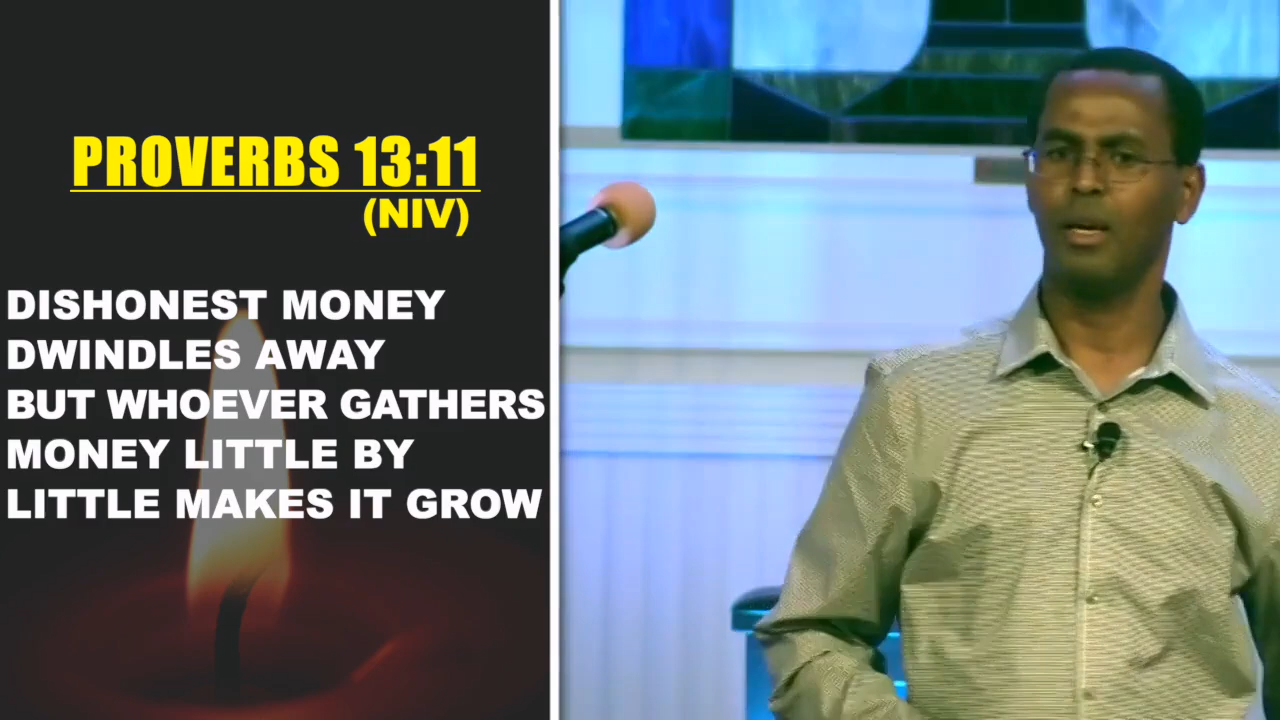 PROVERBS 13:11
(NIV)
DISHONEST MONEY
DWINDLES AWAY
BUT WHOEVER GATHERS
MONEY LITTLE BY
LITTLE MAKES IT GROW